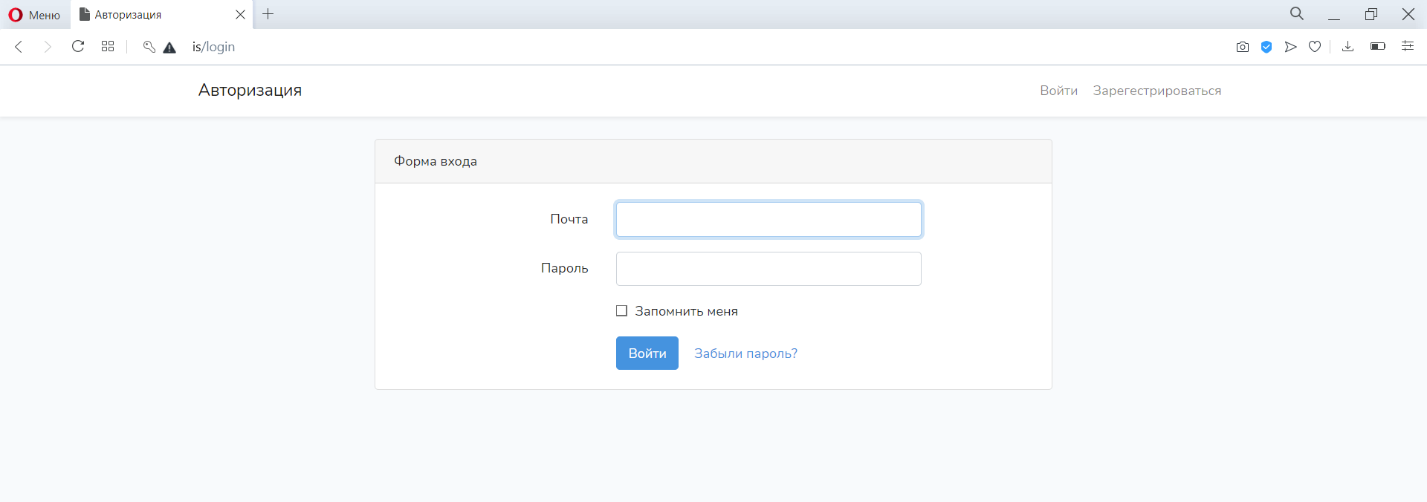 Меню
Авторизация
is/login
Авторизация
Войти
Зарегестрироваться
Форма входа
Почта
Пароль
Запомнить меня
Войти
Забыли пароль?